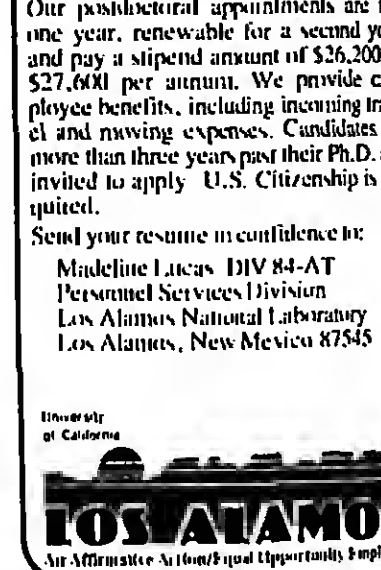 Our postdoctoral appointments are
one year, renewable for a second
and pay a stipend amount of $26,200
$27,600 per annum. We provide
ployee benefits, including incoming
el and moving expenses. Candidates
more than three years past their Ph.D.
invited to apply U.S. Citizenship is
quired.
Send your resume in confidence to:
Madeline Lucas DIV 84-AT
Personnel Services Division
Los Alamos National Laboratory
Los Alamos, New Mexico 87545
University
of California
LOS ALAMO
An Affirmative Action/Equal Opportunity